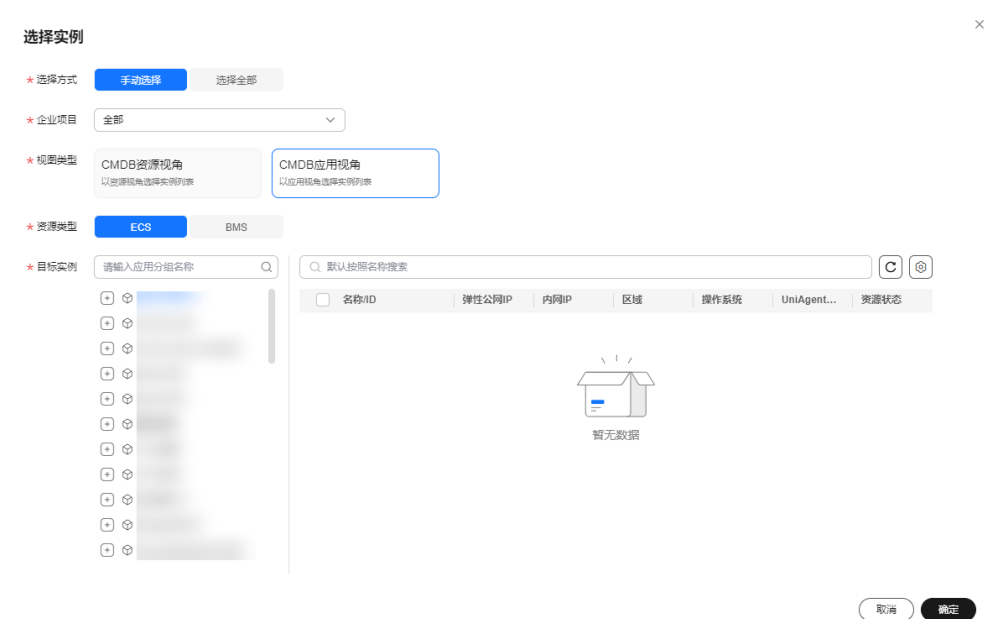 选择实例
* 选择方式 手动选择 选择全部
* 企业项目 全部
* 视图类型 CMDB资源视角 CMDB应用视角
以资源视角选择实例列表 以应用视角选择实例列表
* 资源类型 ECS BMS
* 目标实例 请输入应用分组名称 默认按照名称搜索
名称/ID 弹性公网IP 内网IP 区域 操作系统 UniAgent... 资源状态
暂无数据
取消 确定